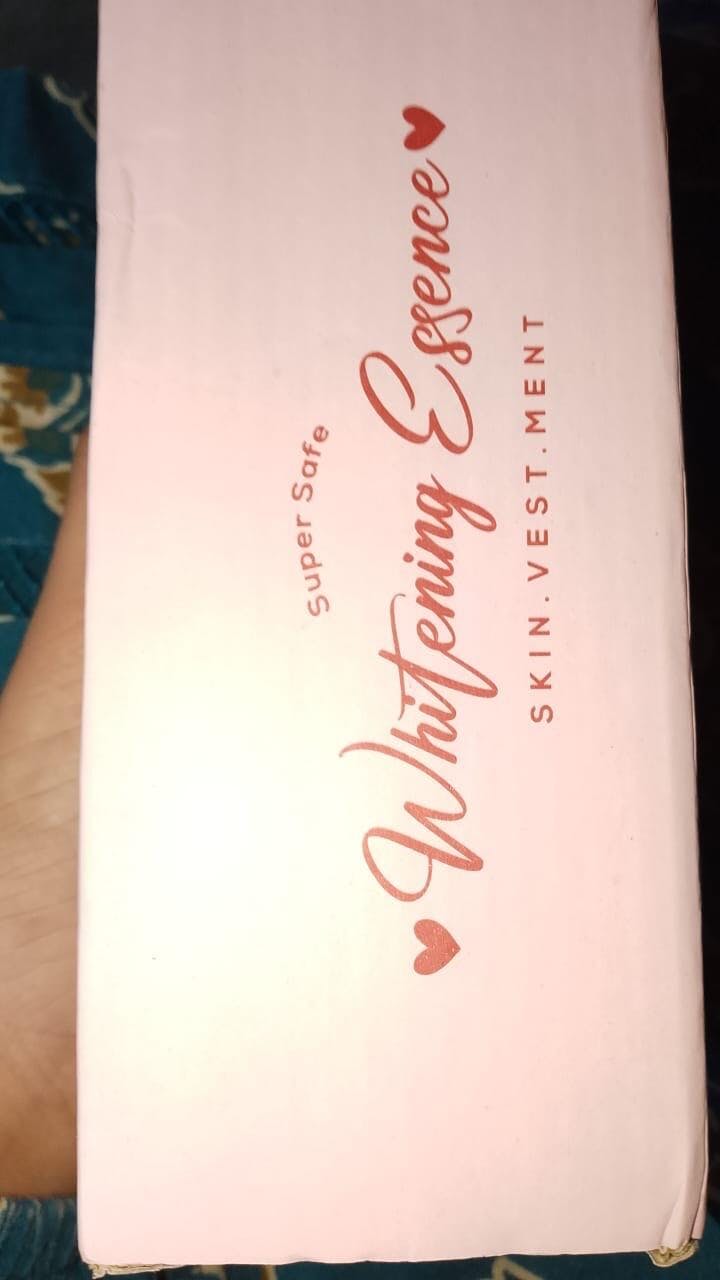 Super Safe
Whitening Essence
SKIN.VEST.MENT